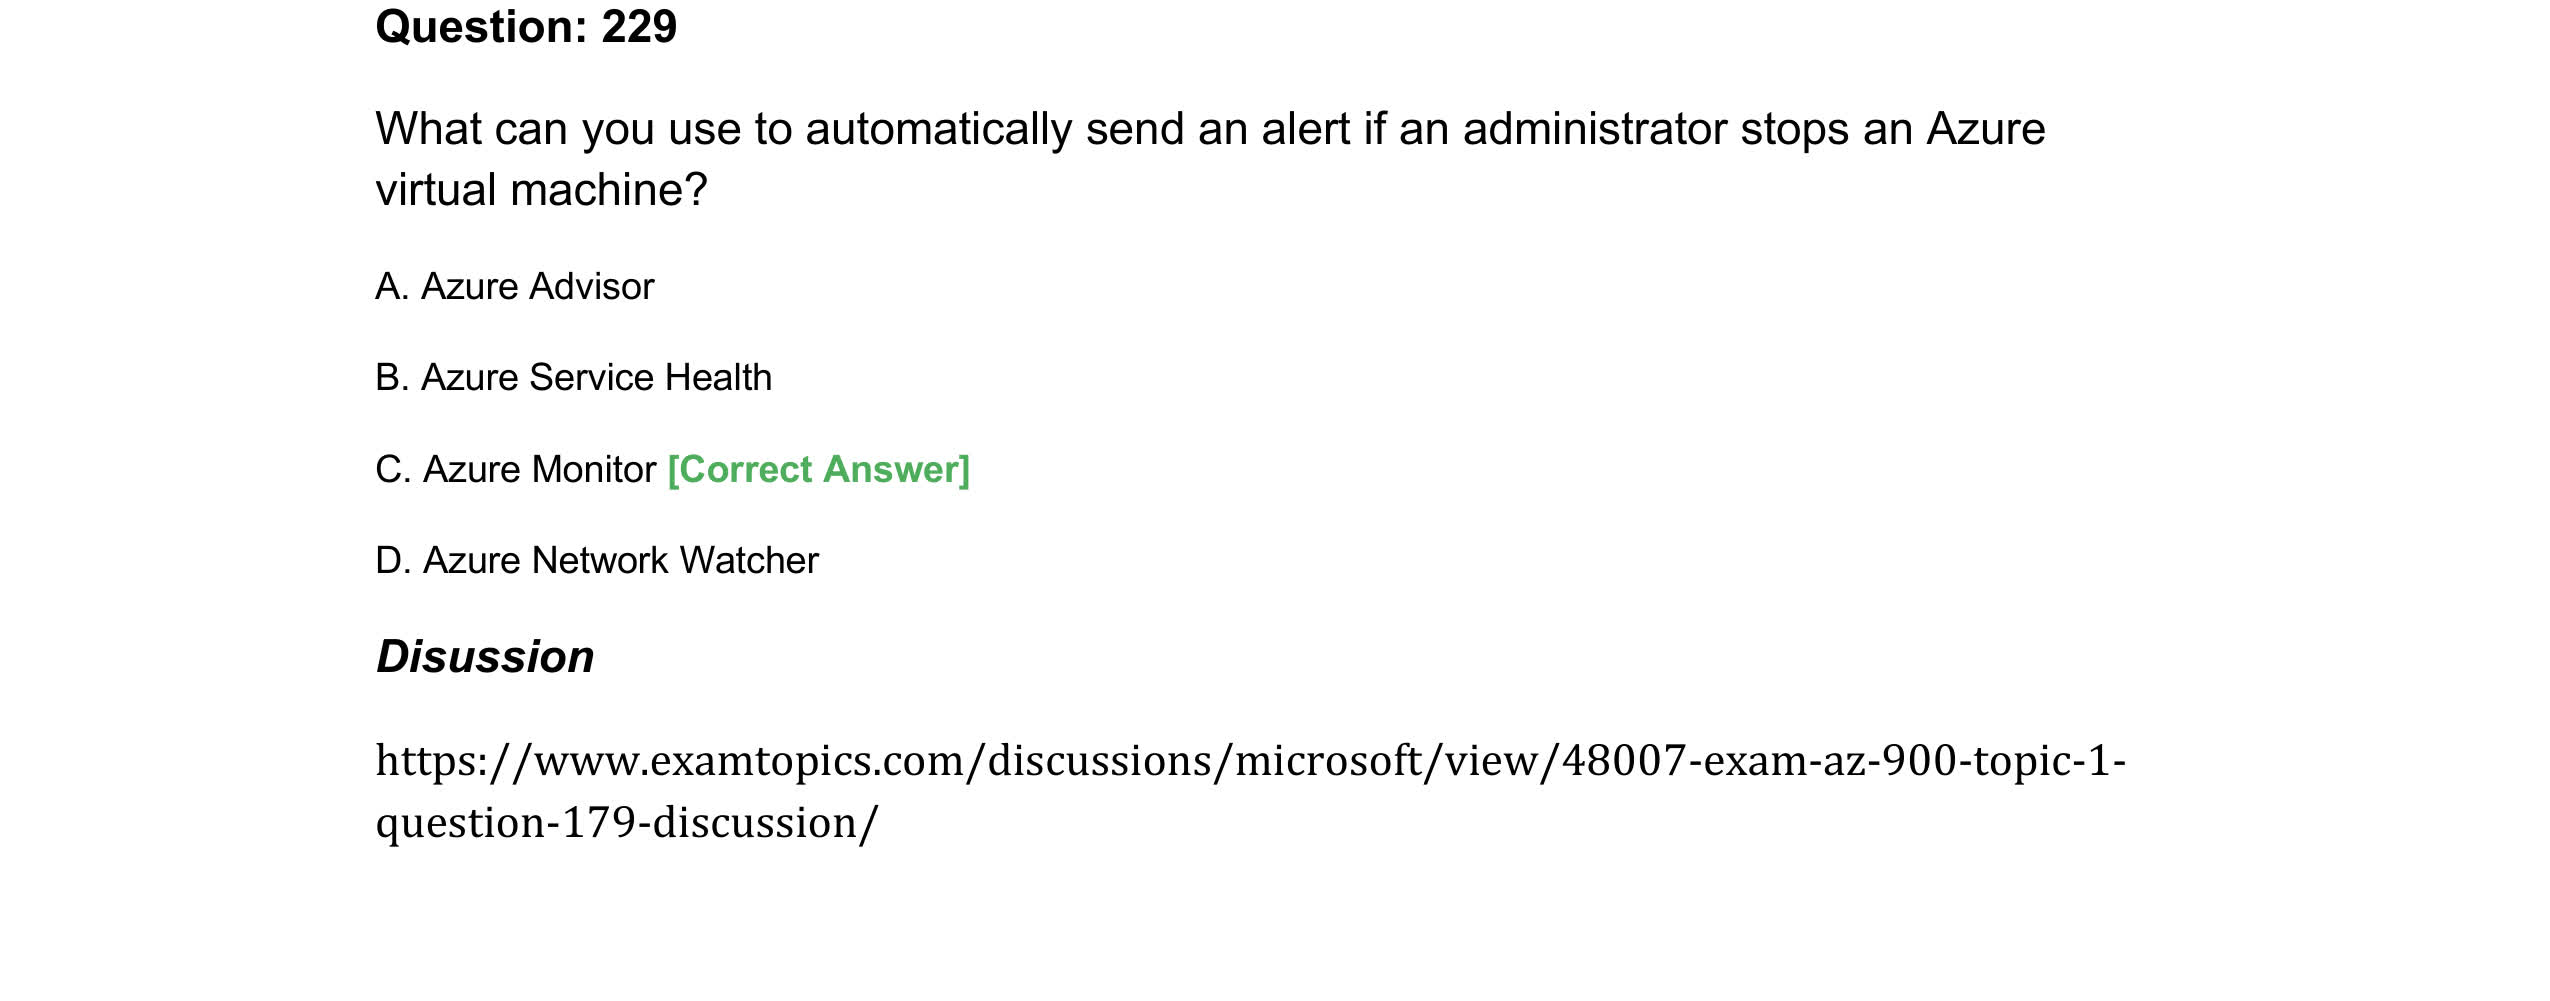 Question: 229
What can you use to automatically send an alert if an administrator stops an Azure
virtual machine?
A. Azure Advisor
B. Azure Service Health
C. Azure Monitor [Correct Answer]
D. Azure Network Watcher
Disussion
https://www.examtopics.com/discussions/microsoft/view/48007-exam-az-900-topic-1-
question-179-discussion/